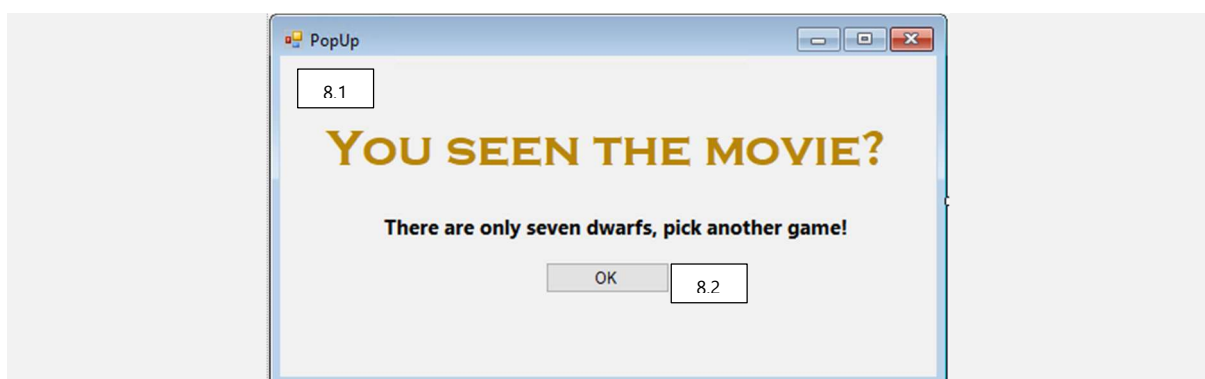 PopUp
8.1
YOU SEEN THE MOVIE?
There are only seven dwarfs, pick another game!
OK
8.2